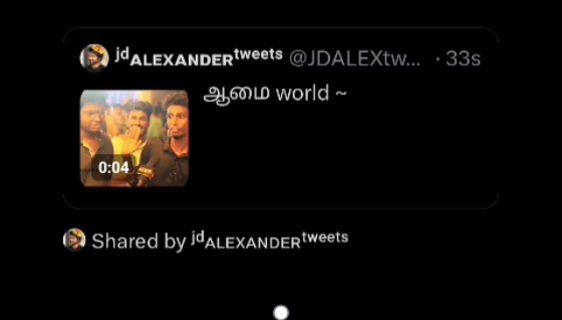 jdALEXANDERtweets @JDALEXtw... · 33s
ஆமை world ~
0:04
Shared by jdALEXANDERtweets